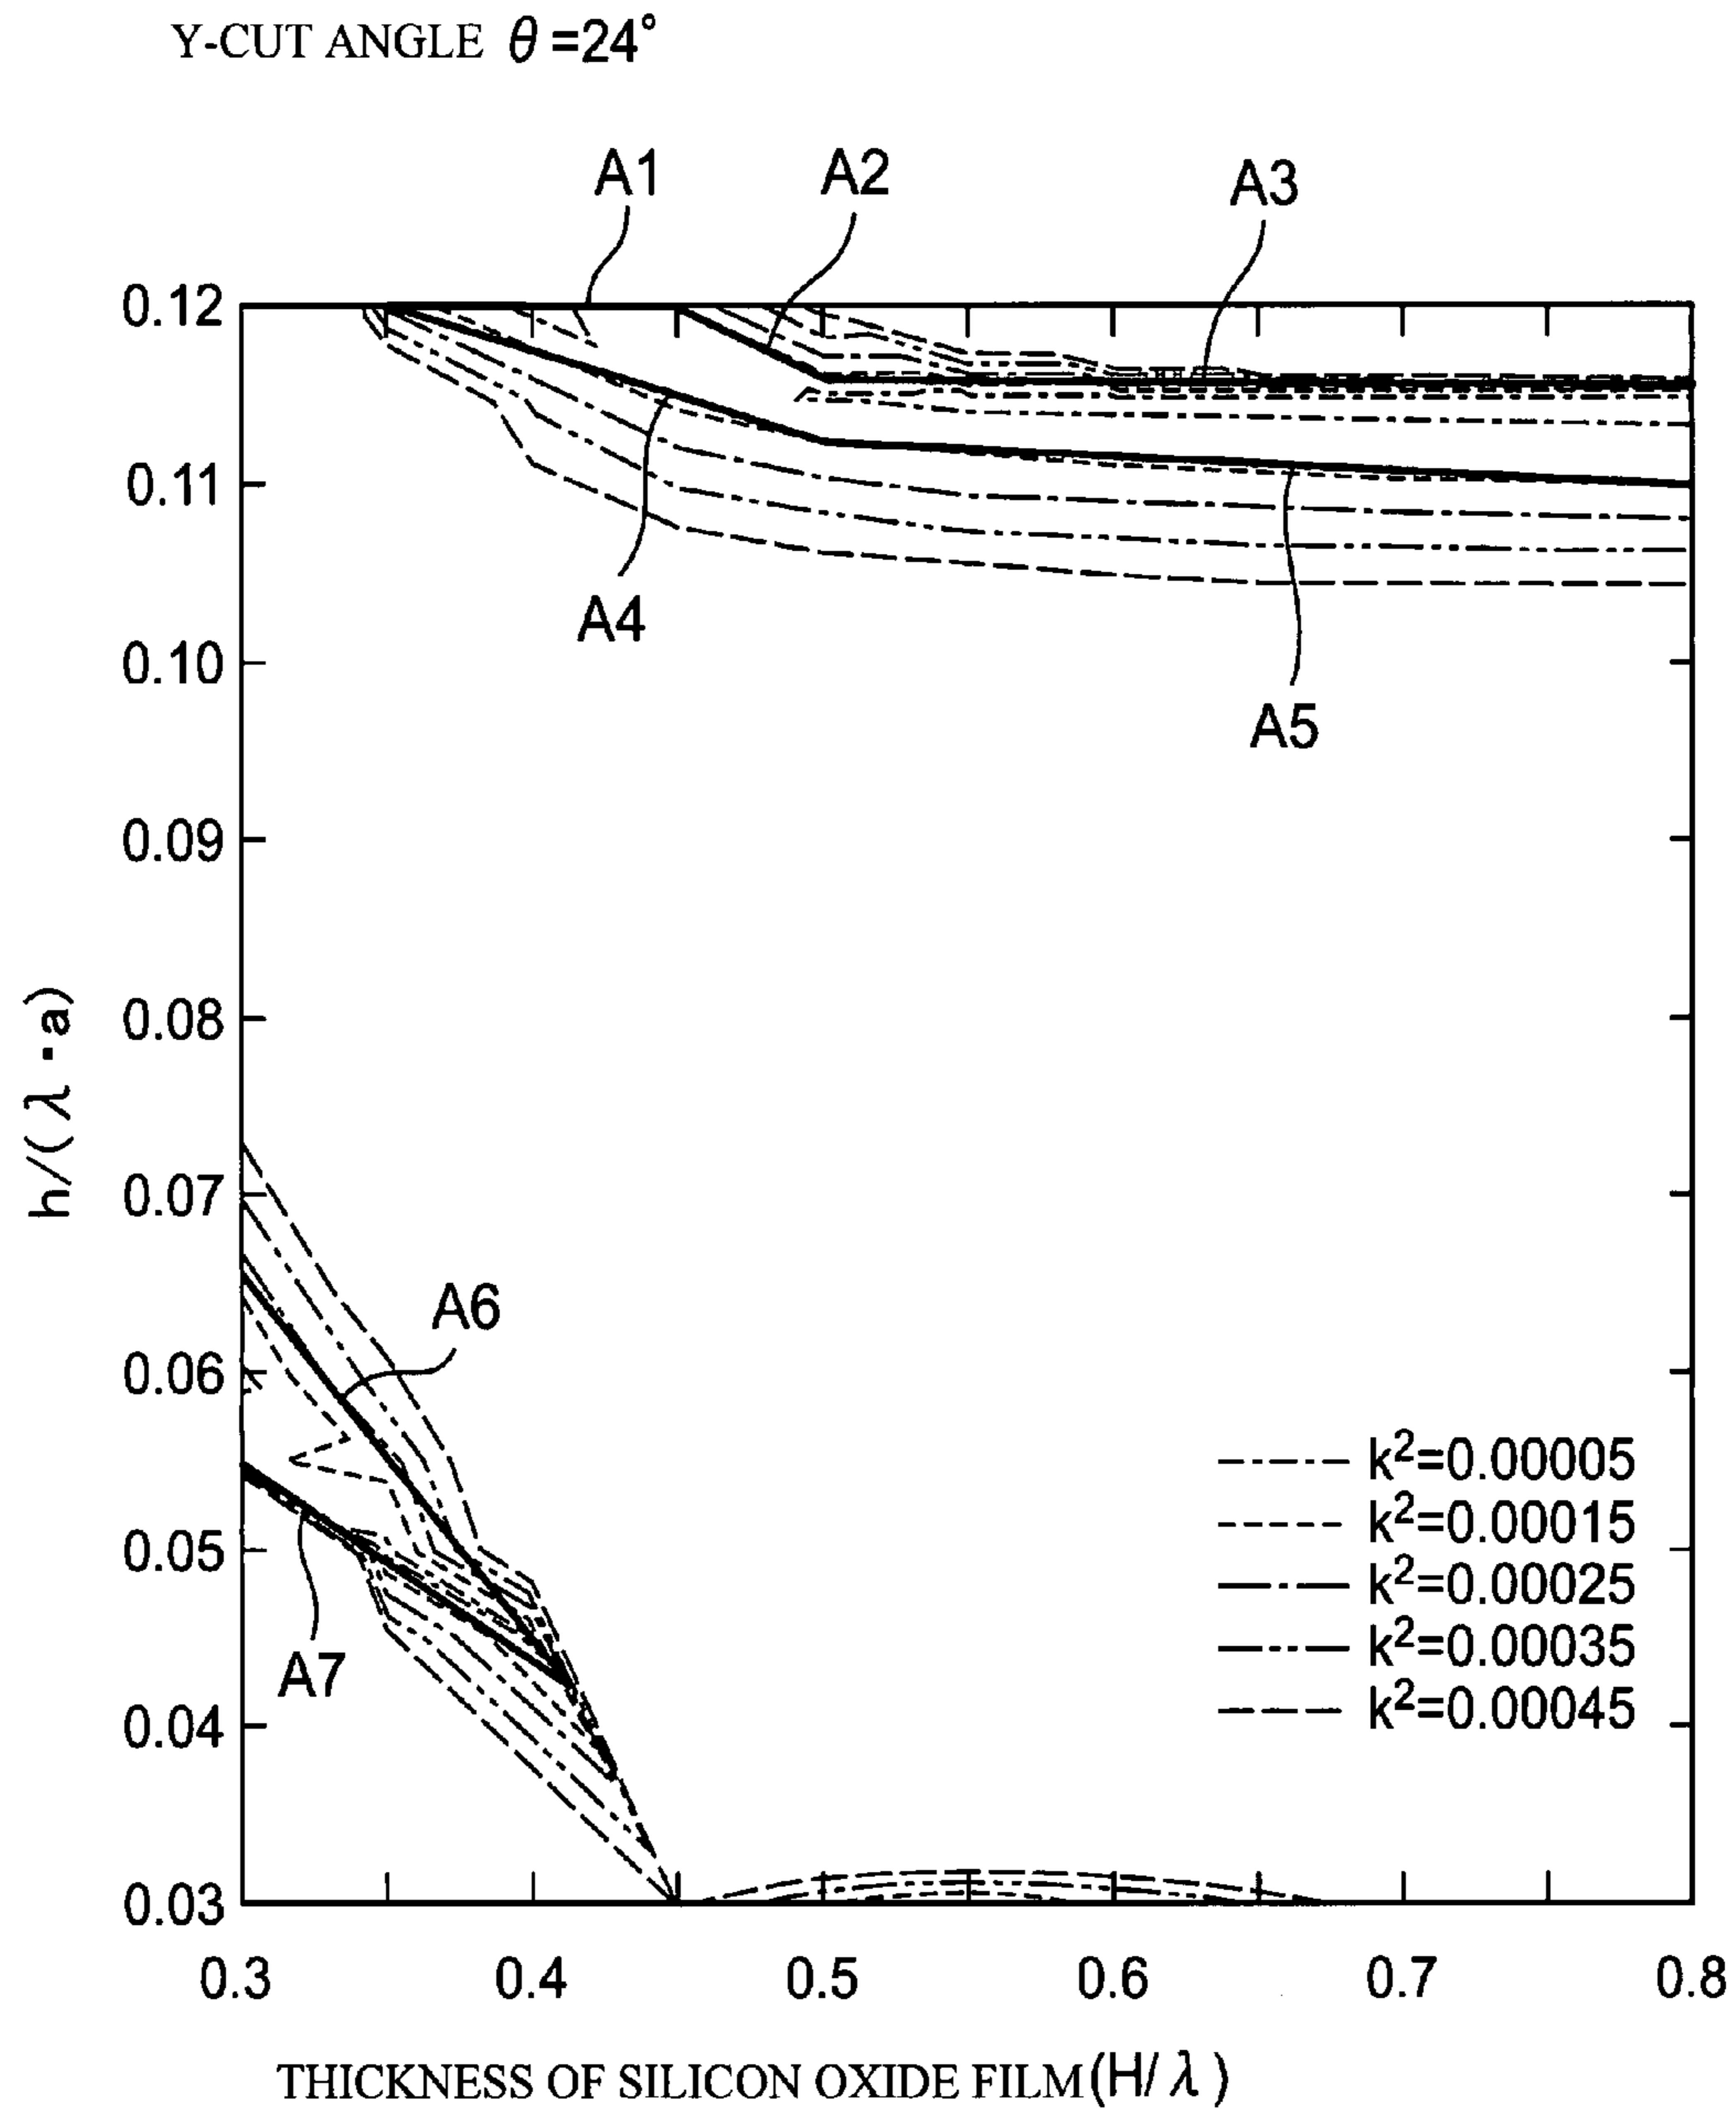 Y-CUT ANGLE θ=24°
A1
A2
A3
0.12
0.11
A4
0.10
A5
0.09
0.08
h/(λ·a)
0.07
A6
0.06
k²=0.00005
k²=0.00015
0.05
k²=0.00025
k²=0.00035
A7
k²=0.00045
0.04
0.03
0.3 0.4 0.5 0.6 0.7 0.8
THICKNESS OF SILICON OXIDE FILM(H/λ)